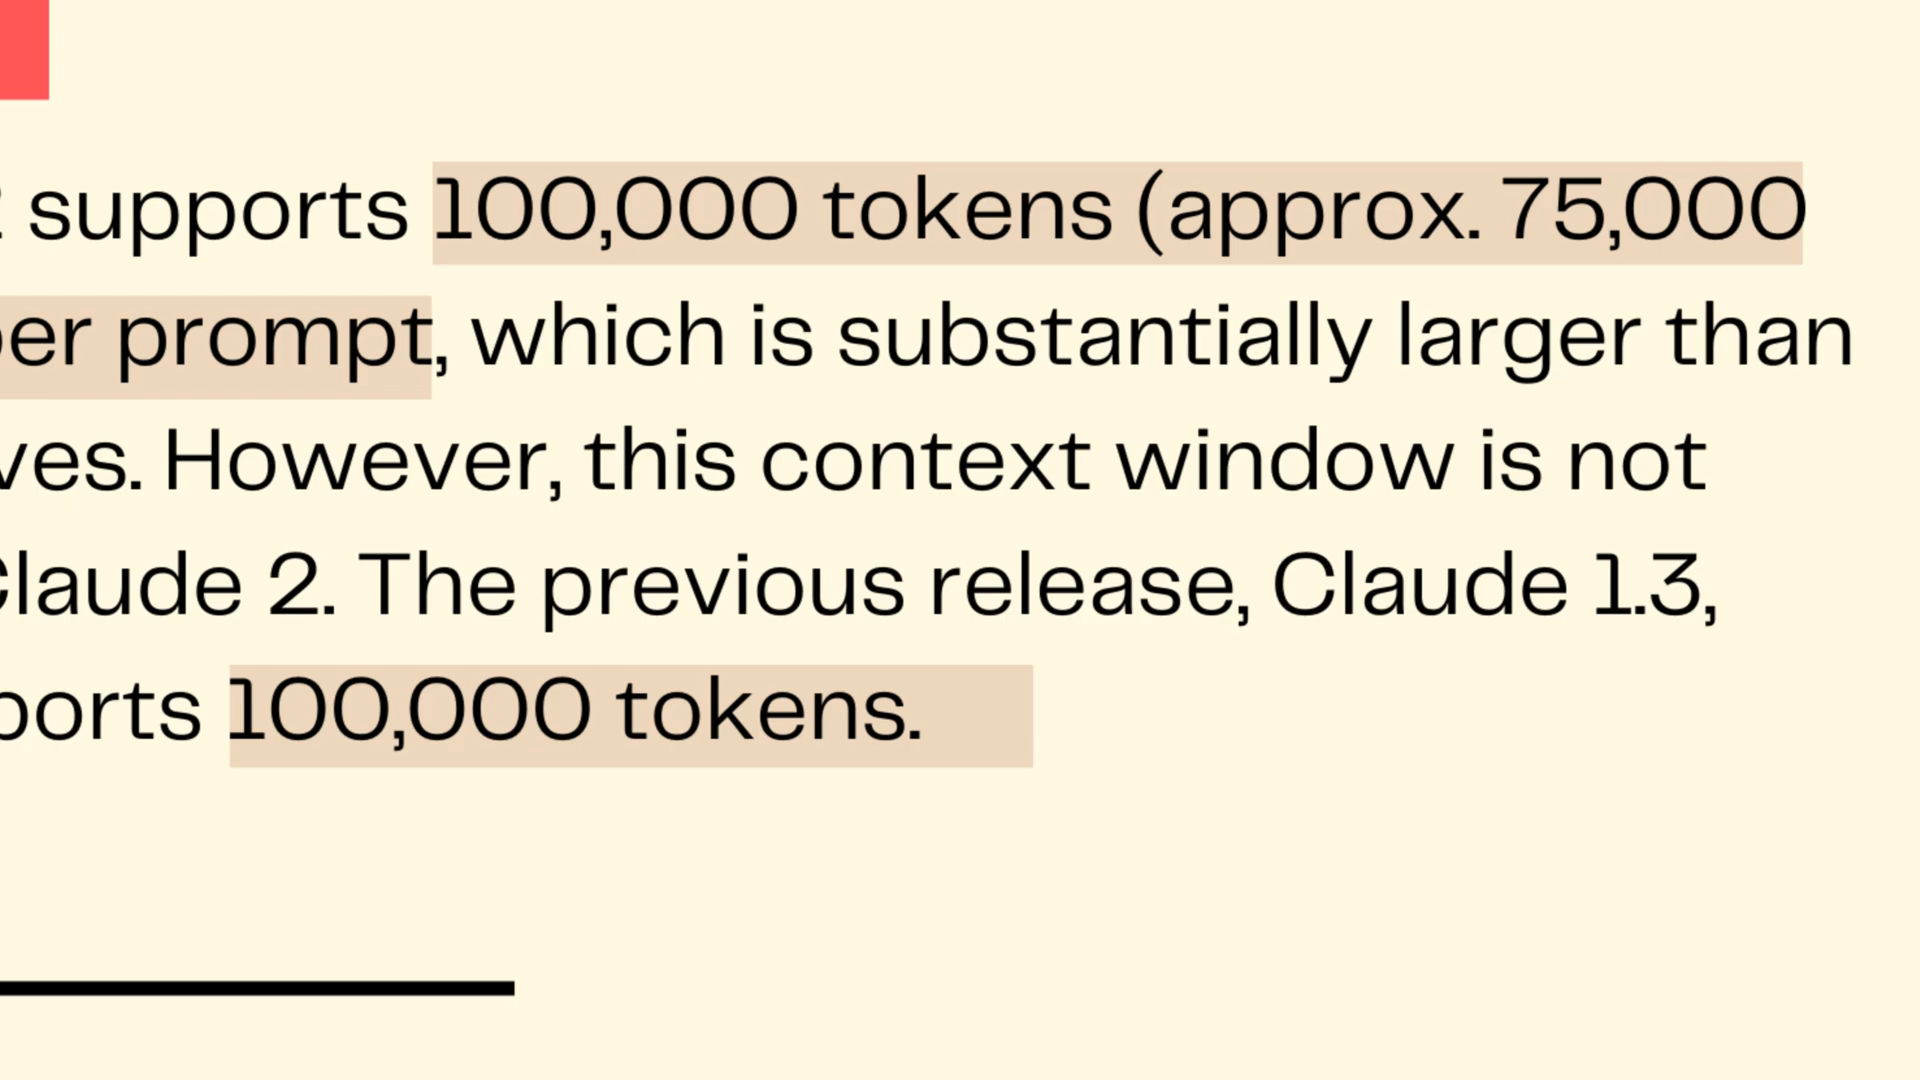 supports 100,000 tokens (approx. 75,000
per prompt, which is substantially larger than
However, this context window is not
Claude 2. The previous release, Claude 1.3,
100,000 tokens.